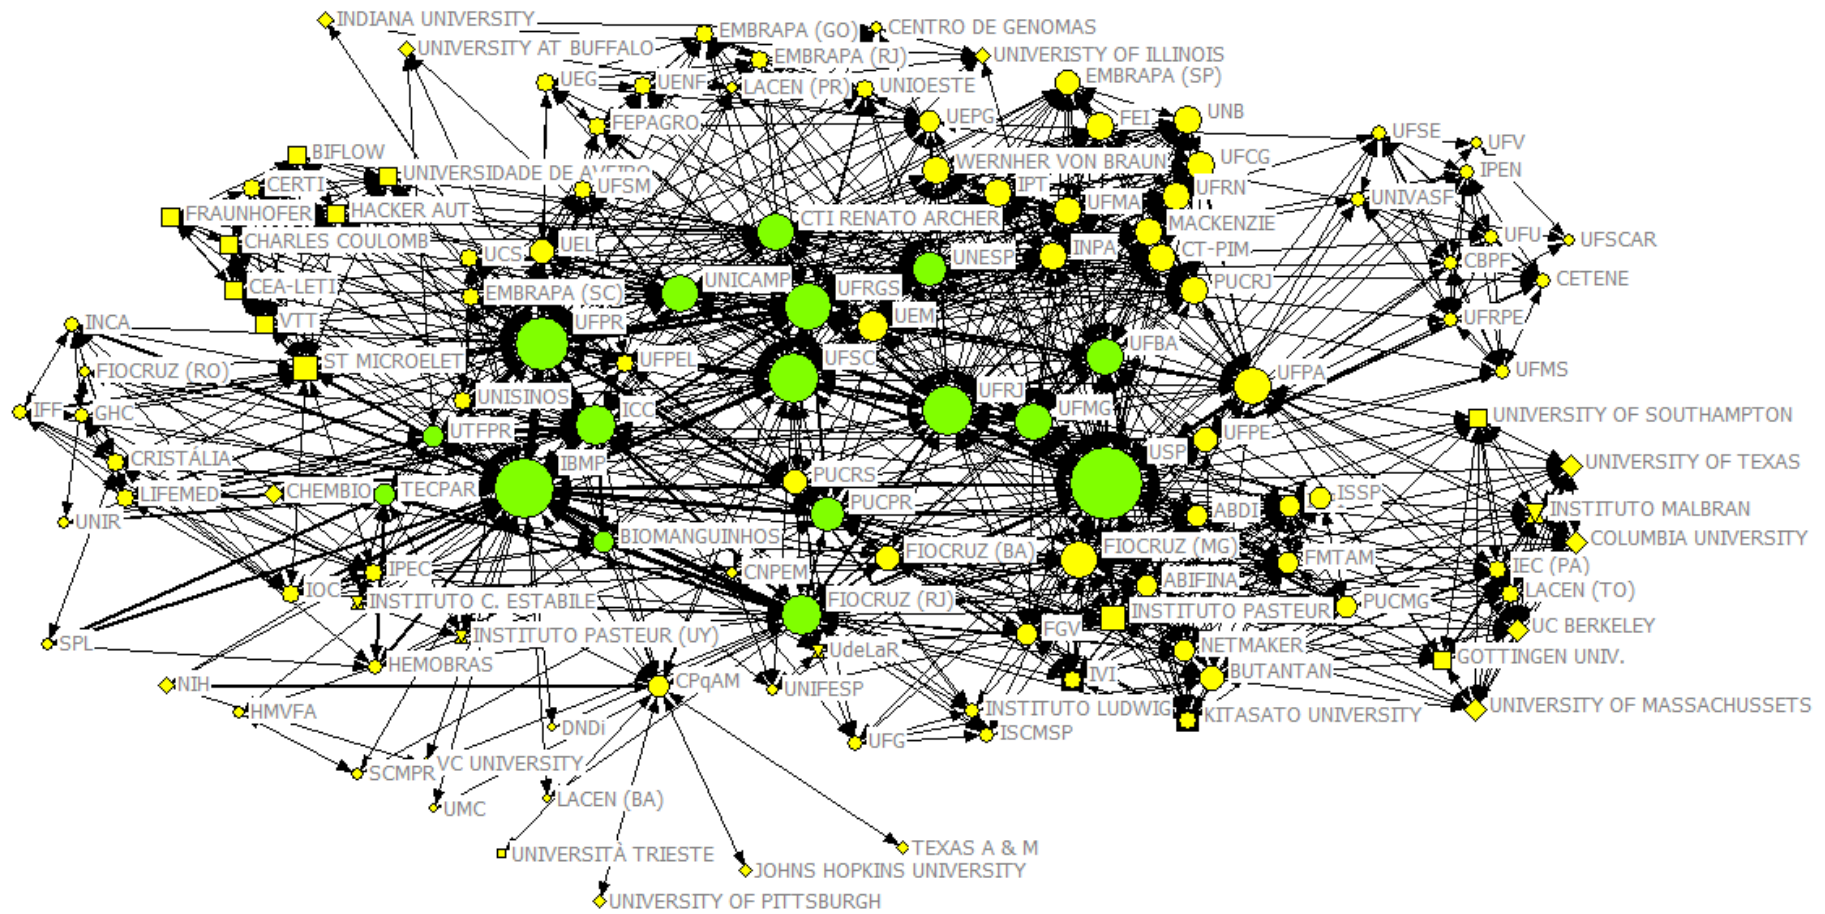 INDIANA UNIVERSITY
UNIVERSITY AT BUFFALO
EMBRAPA (GO)
CENTRO DE GENOMAS
EMBRAPA (RJ)
UNIVERISTY OF ILLINOIS
UEG
UENF
LACEN (PR)
UNIOESTE
EMBRAPA (SP)
FEPAGRO
UEPG
FEI
UNB
UFSE
UFV
BIFLOW
UNIVERSIDADE DE AVEIRO
WERNHER VON BRAUN
UFCG
IPEN
CERTI
UFSM
IPT
UFRN
UNIVASF
FRAUNHOFER
HACKER AUT
CTI RENATO ARCHER
UFMA
MACKENZIE
UFU
UFSCAR
CHARLES COULOMB
UCS
UEL
UNESP
INPA
CT-PIM
CBPF
CEA-LETI
EMBRAPA (SC)
UNICAMP
UFRGS
PUCRJ
CETENE
INCA
VTT
UFPR
UEM
UFRPE
FIOCRUZ (RO)
ST MICROELET
UFPEL
UFSC
UFBA
UFPA
UFMS
IFF
GHC
UNISINOS
ICC
UFRJ
UFMG
UNIVERSITY OF SOUTHAMPTON
UTFPR
UFPE
CRISTÁLIA
IBMP
PUCRS
USP
UNIVERSITY OF TEXAS
LIFEMED
CHEMBIO
TECPAR
PUCPR
ABDI
ISSP
INSTITUTO MALBRAN
UNIR
BIOMANGUINHOS
FIOCRUZ (BA)
FIOCRUZ (MG)
FMTAM
COLUMBIA UNIVERSITY
IPEC
CNPEM
ABIFINA
IEC (PA)
IOC
INSTITUTO C. ESTABILE
FIOCRUZ (RJ)
INSTITUTO PASTEUR
PUCMG
LACEN (TO)
SPL
INSTITUTO PASTEUR (UY)
UdeLaR
FGV
NETMAKER
UC BERKELEY
HEMOBRAS
GOTTINGEN UNIV.
NIH
CPqAM
UNIFESP
IVI
BUTANTAN
HMVFA
DNDi
INSTITUTO LUDWIG
KITASATO UNIVERSITY
UNIVERSITY OF MASSACHUSSETS
UFG
ISCMSP
SCMPR
VC UNIVERSITY
UMC
LACEN (BA)
UNIVERSITÀ TRIESTE
TEXAS A & M
JOHNS HOPKINS UNIVERSITY
UNIVERSITY OF PITTSBURGH